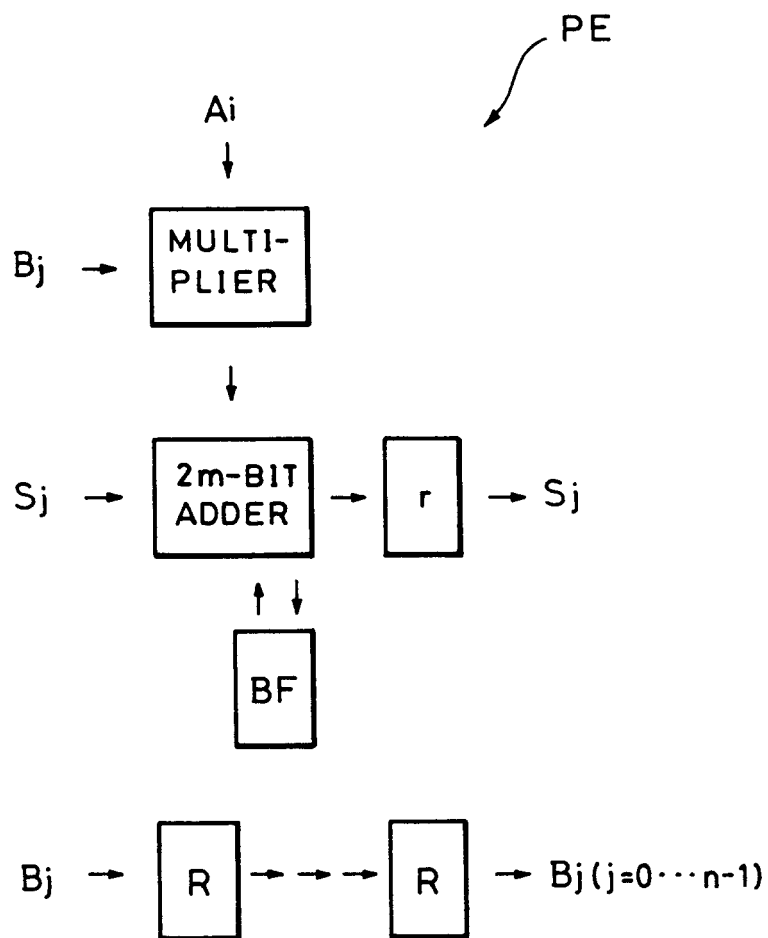 PE
Ai
Bj
MULTI-
PLIER
Sj
2m-BIT
ADDER
r
Sj
BF
Bj
R
R
Bj(j=0···n-1)